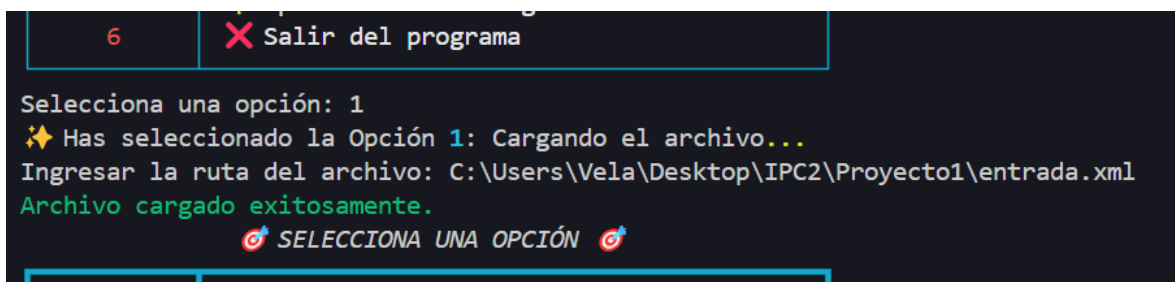 6 ❌ Salir del programa
Selecciona una opción: 1
✨ Has seleccionado la Opción 1: Cargando el archivo...
Ingresar la ruta del archivo: C:\Users\Vela\Desktop\IPC2\Proyecto1\entrada.xml
Archivo cargado exitosamente.
🎯 SELECCIONA UNA OPCIÓN 🎯